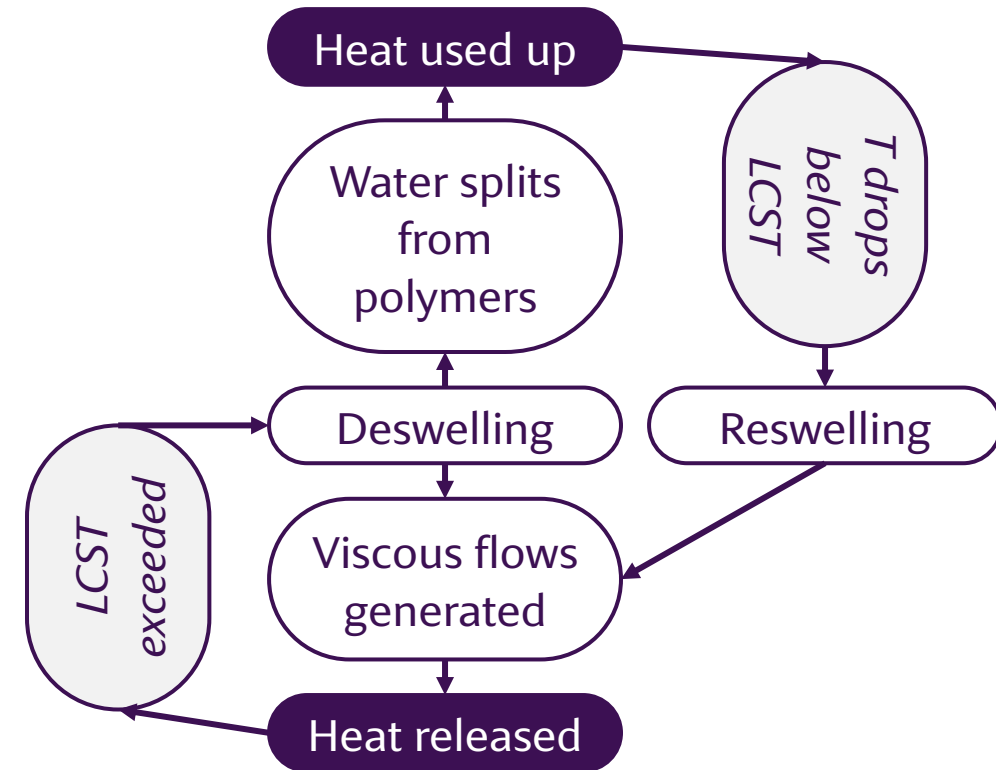 Heat used up
Water splits
from
polymers
T drops
below
LCST
Deswelling
Reswelling
LCST
exceeded
Viscous flows
generated
Heat released